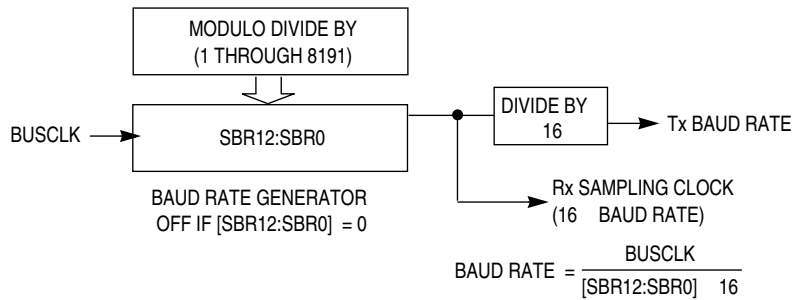 MODULO DIVIDE BY
(1 THROUGH 8191)
BUSCLK
SBR12:SBR0
DIVIDE BY
16
Tx BAUD RATE
BAUD RATE GENERATOR
OFF IF [SBR12:SBR0] = 0
Rx SAMPLING CLOCK
(16 BAUD RATE)
BAUD RATE =
BUSCLK
[SBR12:SBR0] 16